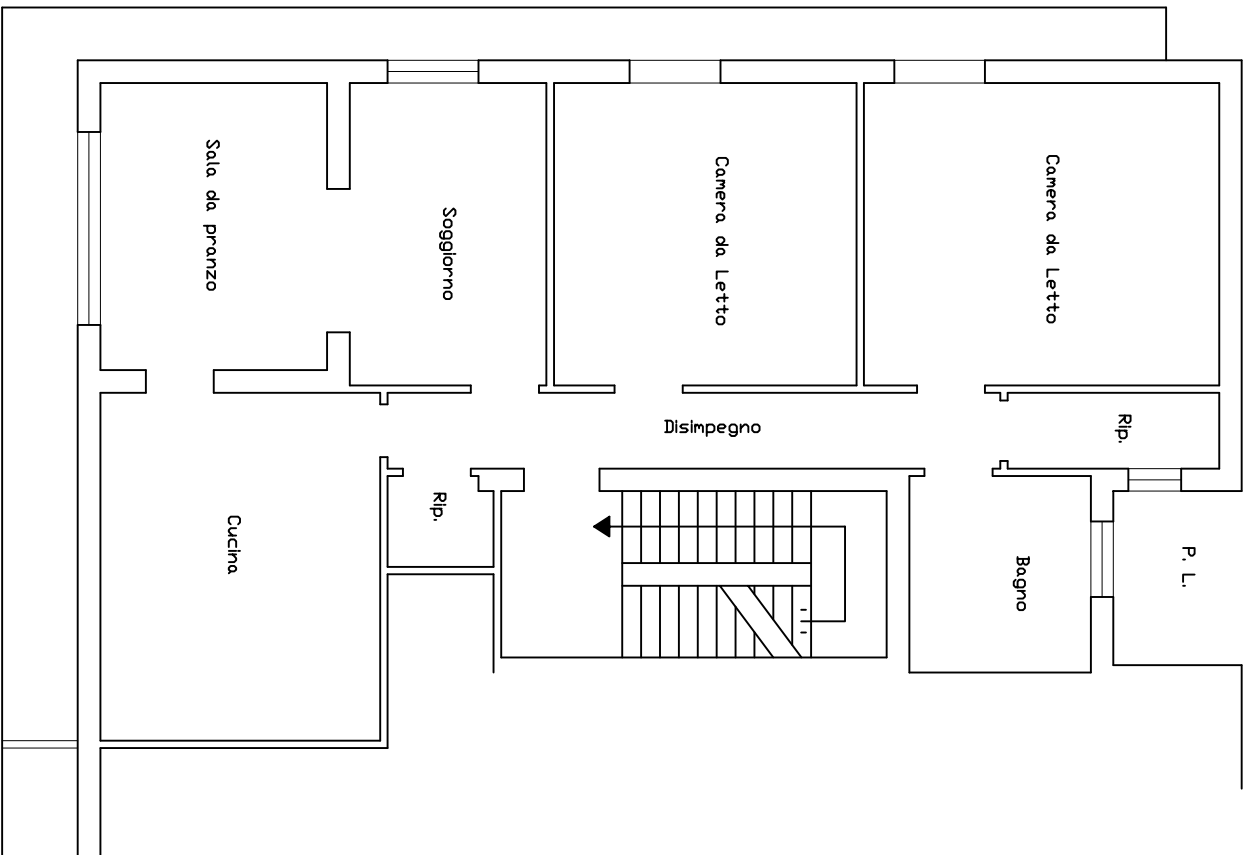 Sala da pranzo
Soggiorno
Camera da Letto
Camera da Letto
Disimpegno
Rip.
Rip.
Cucina
Bagno
P. L.